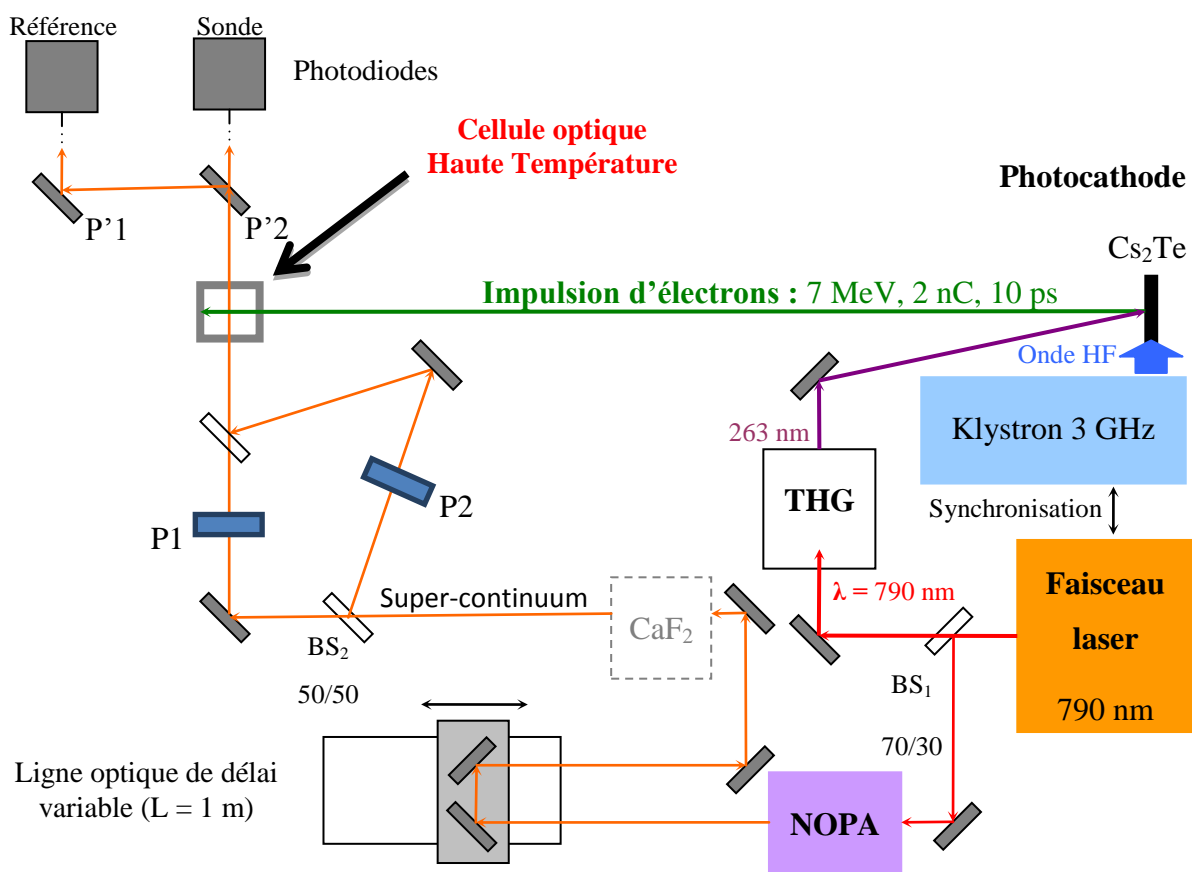 Référence
Sonde
Photodiodes
Cellule optique
Haute Température
Photocathode
P'1
P'2
Cs₂Te
Impulsion d'électrons : 7 MeV, 2 nC, 10 ps
Onde HF
Klystron 3 GHz
263 nm
P2
THG
Synchronisation
P1
Super-continuum
λ = 790 nm
Faisceau
laser
790 nm
CaF₂
BS₂
50/50
BS₁
70/30
Ligne optique de délai
variable (L = 1 m)
NOPA